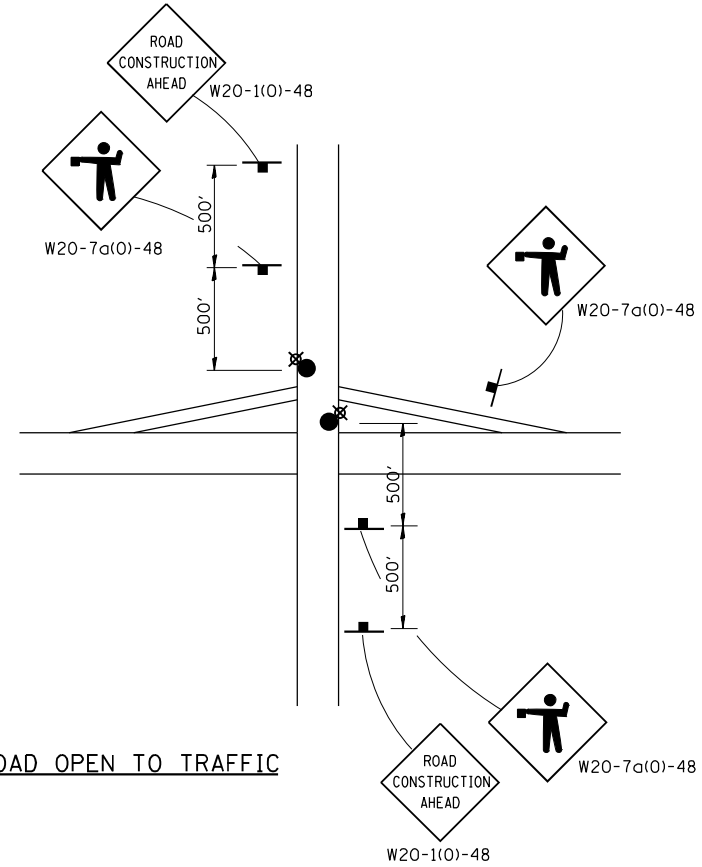 ROAD
CONSTRUCTION
AHEAD
W20-1(O)-48
W20-7a(O)-48
500'
500'
W20-7a(O)-48
500'
500'
W20-7a(O)-48
OAD OPEN TO TRAFFIC
ROAD
CONSTRUCTION
AHEAD
W20-1(O)-48